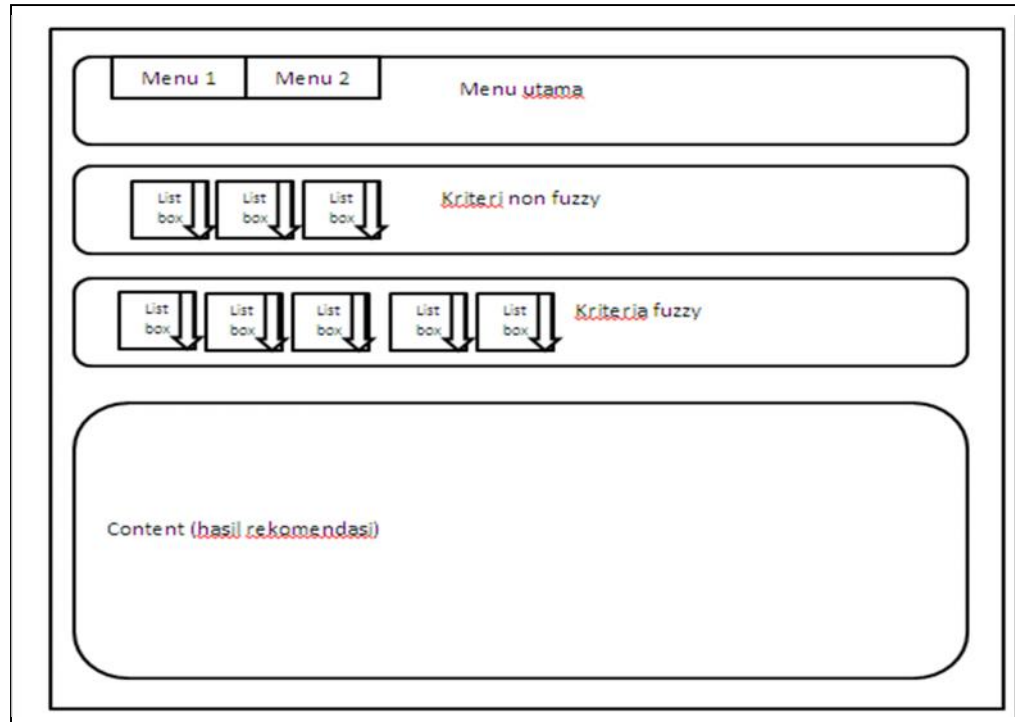 Menu 1 Menu 2 Menu utama
List List List Kriteri non fuzzy
box box box
List List List List List Kriteria fuzzy
box box box box box
Content (hasil rekomendasi)